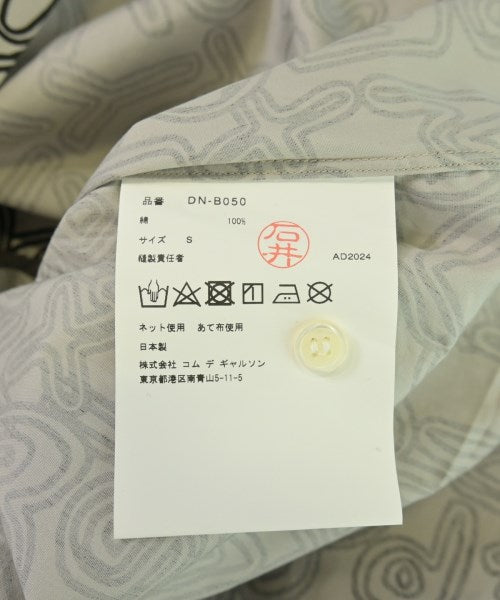 品番 DN-B050
綿 100%
サイズ S
縫製責任者 石井 AD2024
ネット使用 あて布使用
日本製
株式会社 コム デ ギャルソン
東京都港区南青山5-11-5